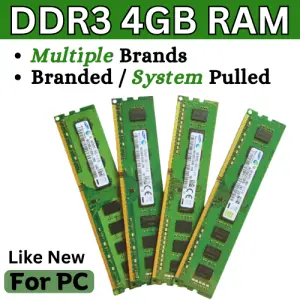 DDR3 4GB RAM
• Multiple Brands
• Branded / System Pulled
Like New
For PC